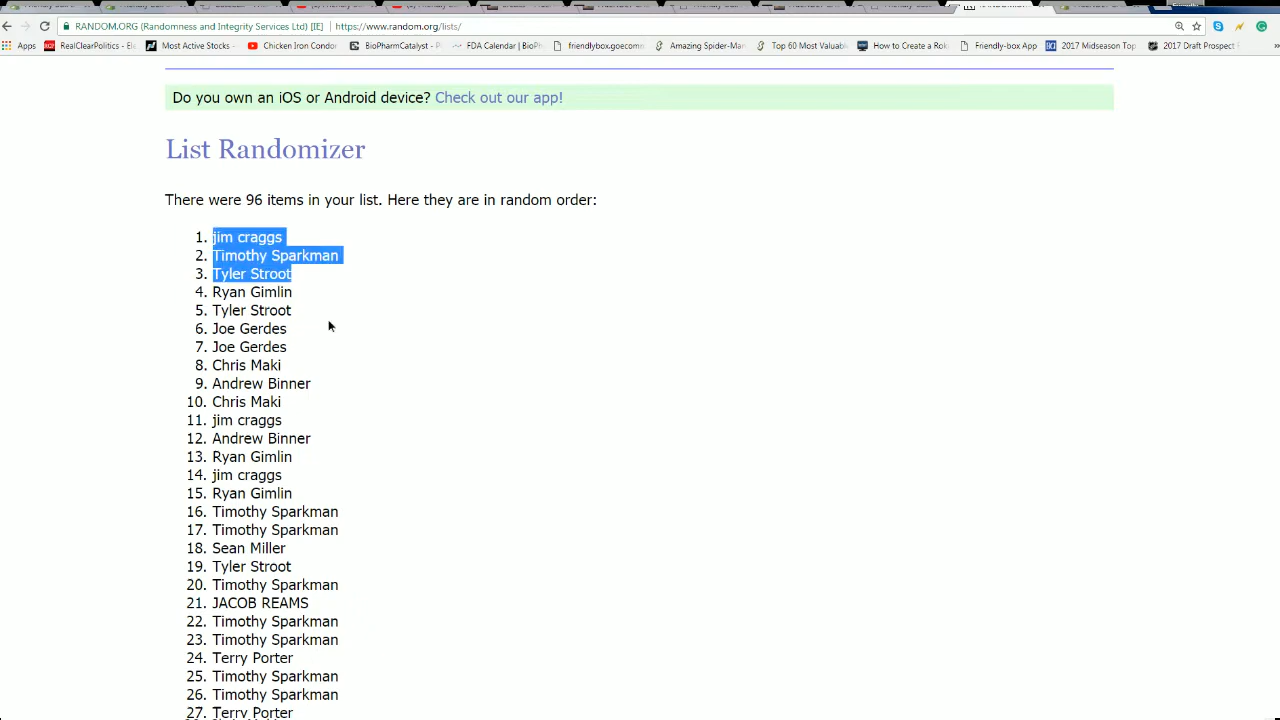 RANDOM.ORG (Randomness and Integrity Services Ltd) [IE] https://www.random.org/lists/
Apps RealClearPolitics - Ele Most Active Stocks - Chicken Iron Condor BioPharmCatalyst - FDA Calendar | BioPh friendlybox.goecomme Amazing Spider-Man Top 60 Most Valuabl How to Create a Rok Friendly-box App 2017 Midseason Top 2017 Draft Prospect F
Do you own an iOS or Android device? Check out our app!
List Randomizer
There were 96 items in your list. Here they are in random order:
1. jim craggs
2. Timothy Sparkman
3. Tyler Stroot
4. Ryan Gimlin
5. Tyler Stroot
6. Joe Gerdes
7. Joe Gerdes
8. Chris Maki
9. Andrew Binner
10. Chris Maki
11. jim craggs
12. Andrew Binner
13. Ryan Gimlin
14. jim craggs
15. Ryan Gimlin
16. Timothy Sparkman
17. Timothy Sparkman
18. Sean Miller
19. Tyler Stroot
20. Timothy Sparkman
21. JACOB REAMS
22. Timothy Sparkman
23. Timothy Sparkman
24. Terry Porter
25. Timothy Sparkman
26. Timothy Sparkman
27. Terry Porter